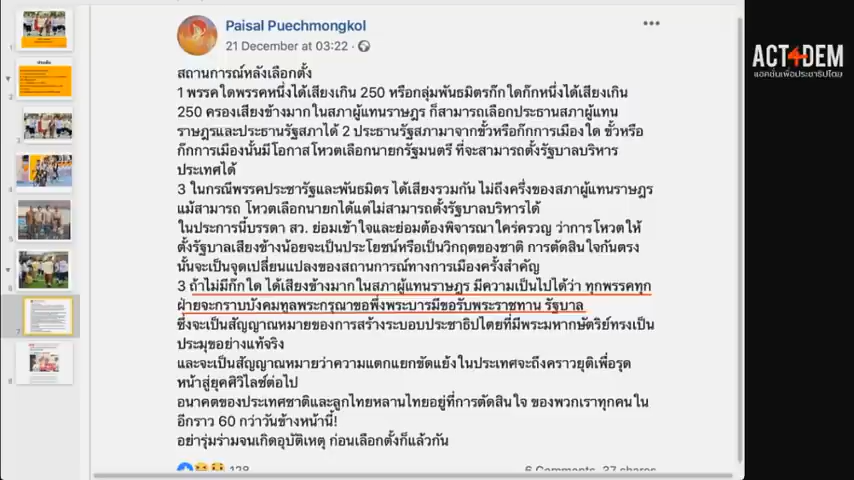 Paisal Puechmongkol
21 December at 03:22
ACT4DEM
แอคชั่นเพื่อประชาธิปไตย
สถานการณ์หลังเลือกตั้ง
1 พรรคใดพรรคหนึ่งได้เสียงเกิน 250 หรือกลุ่มพันธมิตรก๊กใดก๊กหนึ่งได้เสียงเกิน
250 ครองเสียงข้างมากในสภาผู้แทนราษฎร ก็สามารถเลือกประธานสภาผู้แทน
ราษฎรและประธานรัฐสภาได้ 2 ประธานรัฐสภามาจากขั้วหรือก๊กการเมืองใด ขั้วหรือ
ก๊กการเมืองนั้นมีโอกาสโหวตเลือกนายกรัฐมนตรี ที่จะสามารถตั้งรัฐบาลบริหาร
ประเทศได้
3 ในกรณีพรรคประชารัฐและพันธมิตร ได้เสียงรวมกัน ไม่ถึงครึ่งของสภาผู้แทนราษฎร
แม้สามารถ โหวตเลือกนายกได้แต่ไม่สามารถตั้งรัฐบาลบริหารได้
ในประการนี้บรรดา สว. ย่อมเข้าใจและย่อมต้องพิจารณาใคร่ครวญ ว่าการโหวตให้
ตั้งรัฐบาลเสียงข้างน้อยจะเป็นประโยชน์หรือเป็นวิกฤตของชาติ การตัดสินใจกันตรง
นั้นจะเป็นจุดเปลี่ยนแปลงของสถานการณ์ทางการเมืองครั้งสำคัญ
3 ถ้าไม่มีก๊กใด ได้เสียงข้างมากในสภาผู้แทนราษฎร มีความเป็นไปได้ว่า ทุกพรรคทุก
ฝ่ายจะกราบบังคมทูลพระกรุณาขอพึ่งพระบารมีขอรับพระราชทาน รัฐบาล
ซึ่งจะเป็นสัญญาณหมายของการสร้างระบอบประชาธิปไตยที่มีพระมหากษัตริย์ทรงเป็น
ประมุขอย่างแท้จริง
และจะเป็นสัญญาณหมายว่าความแตกแยกขัดแย้งในประเทศจะถึงคราวยุติเพื่อรุด
หน้าสู่ยุคศิวิไลซ์ต่อไป
อนาคตของประเทศชาติและลูกไทยหลานไทยอยู่ที่การตัดสินใจ ของพวกเราทุกคนใน
อีกราว 60 กว่าวันข้างหน้านี้!
อย่ารุ่มร่ามจนเกิดอุบัติเหตุ ก่อนเลือกตั้งก็แล้วกัน
128
6 Comments 37 shares